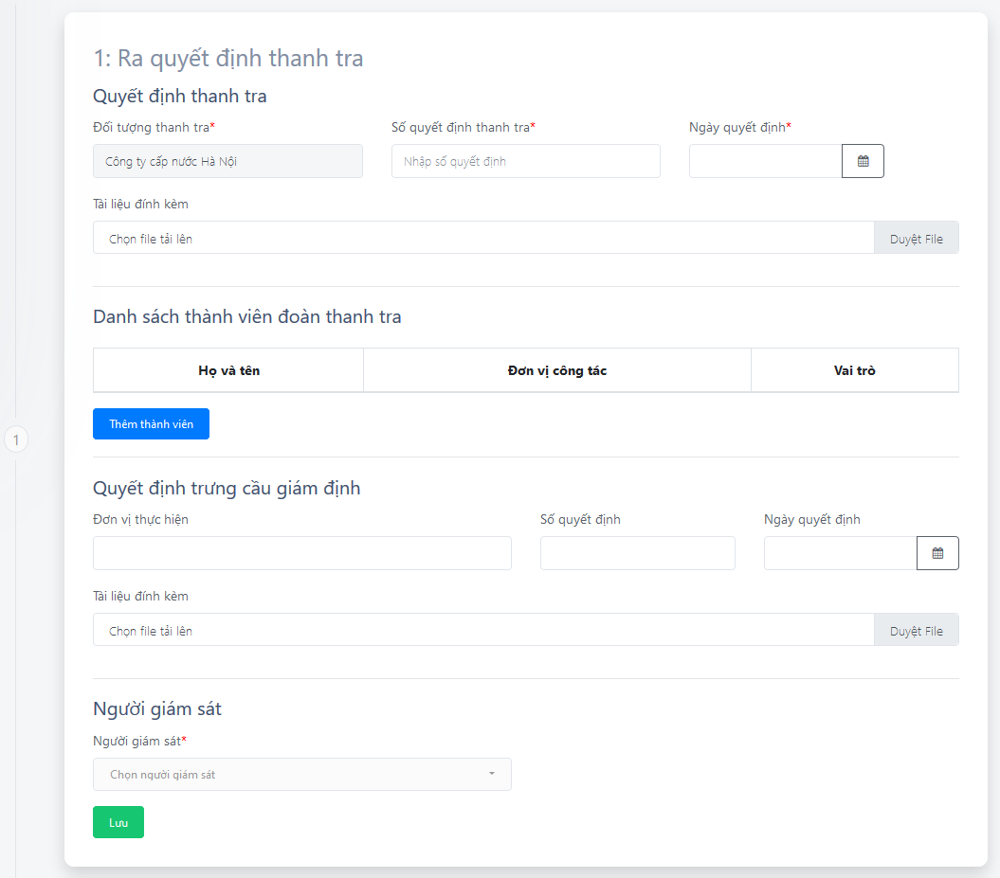 1: Ra quyết định thanh tra
Quyết định thanh tra
Đối tượng thanh tra* Số quyết định thanh tra* Ngày quyết định*
Công ty cấp nước Hà Nội Nhập số quyết định
Tài liệu đính kèm
Chọn file tải lên Duyệt File
Danh sách thành viên đoàn thanh tra
Họ và tên Đơn vị công tác Vai trò
Thêm thành viên
1
Quyết định trưng cầu giám định
Đơn vị thực hiện Số quyết định Ngày quyết định
Tài liệu đính kèm
Chọn file tải lên Duyệt File
Người giám sát
Người giám sát*
Chọn người giám sát
Lưu